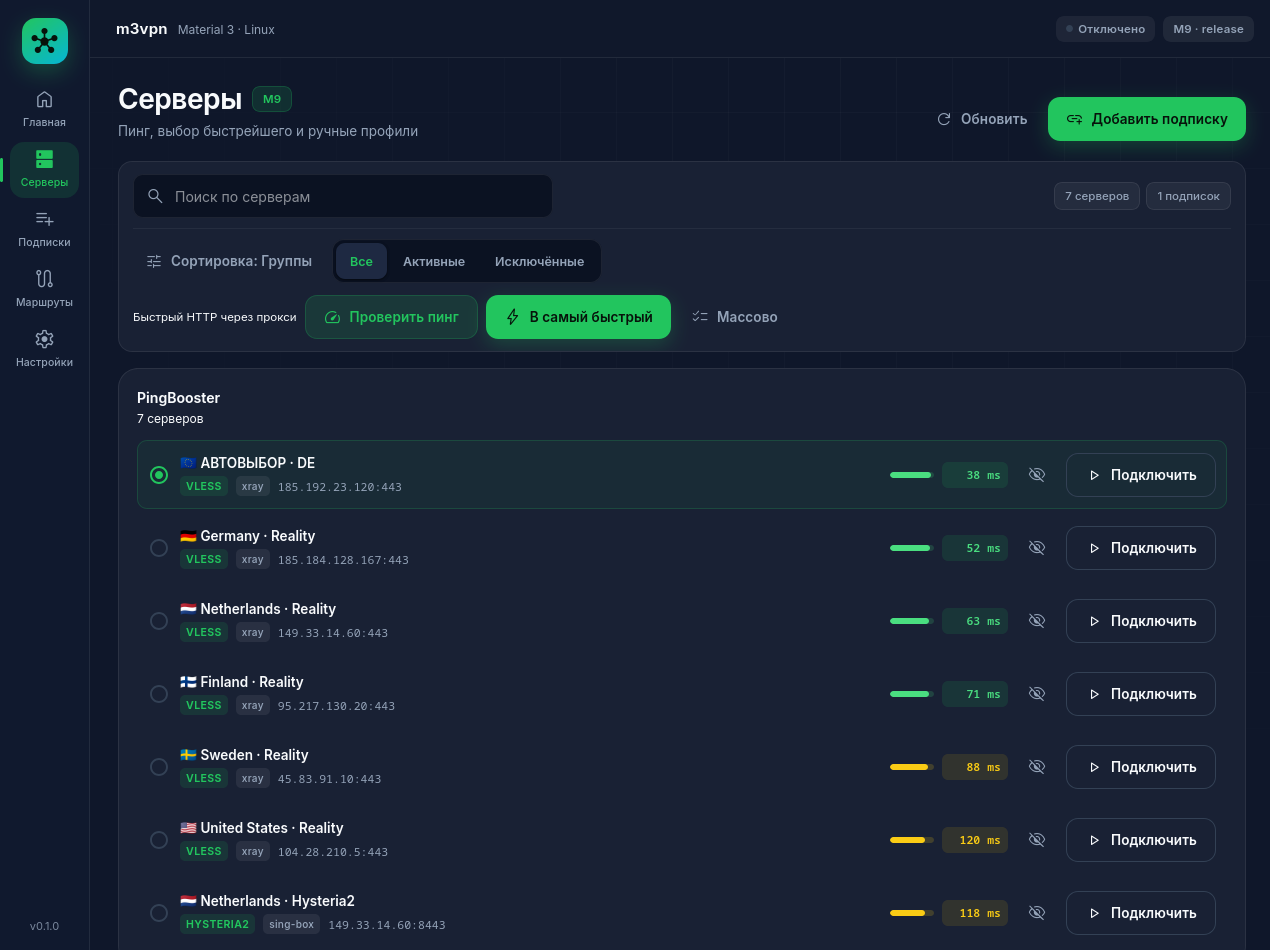 m3vpn Material 3 · Linux
Отключено
M9 · release
Главная
Серверы
Подписки
Маршруты
Настройки
v0.1.0
Серверы M9
Пинг, выбор быстрейшего и ручные профили
Обновить
Добавить подписку
Поиск по серверам
7 серверов
1 подписок
Сортировка: Группы
Все
Активные
Исключённые
Быстрый HTTP через прокси
Проверить пинг
В самый быстрый
Массово
PingBooster
7 серверов
АВТОВЫБОР · DE
VLESS xray 185.192.23.120:443
38 ms
Подключить
Germany · Reality
VLESS xray 185.184.128.167:443
52 ms
Подключить
Netherlands · Reality
VLESS xray 149.33.14.60:443
63 ms
Подключить
Finland · Reality
VLESS xray 95.217.130.20:443
71 ms
Подключить
Sweden · Reality
VLESS xray 45.83.91.10:443
88 ms
Подключить
United States · Reality
VLESS xray 104.28.210.5:443
120 ms
Подключить
Netherlands · Hysteria2
HYSTERIA2 sing-box 149.33.14.60:8443
118 ms
Подключить